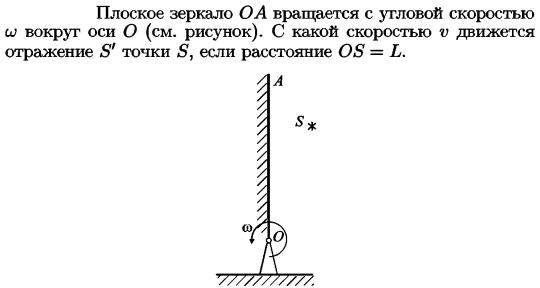 Плоское зеркало OA вращается с угловой скоростью
ω вокруг оси O (см. рисунок). С какой скоростью v движется
отражение S′ точки S, если расстояние OS = L.
A
S
ω
O